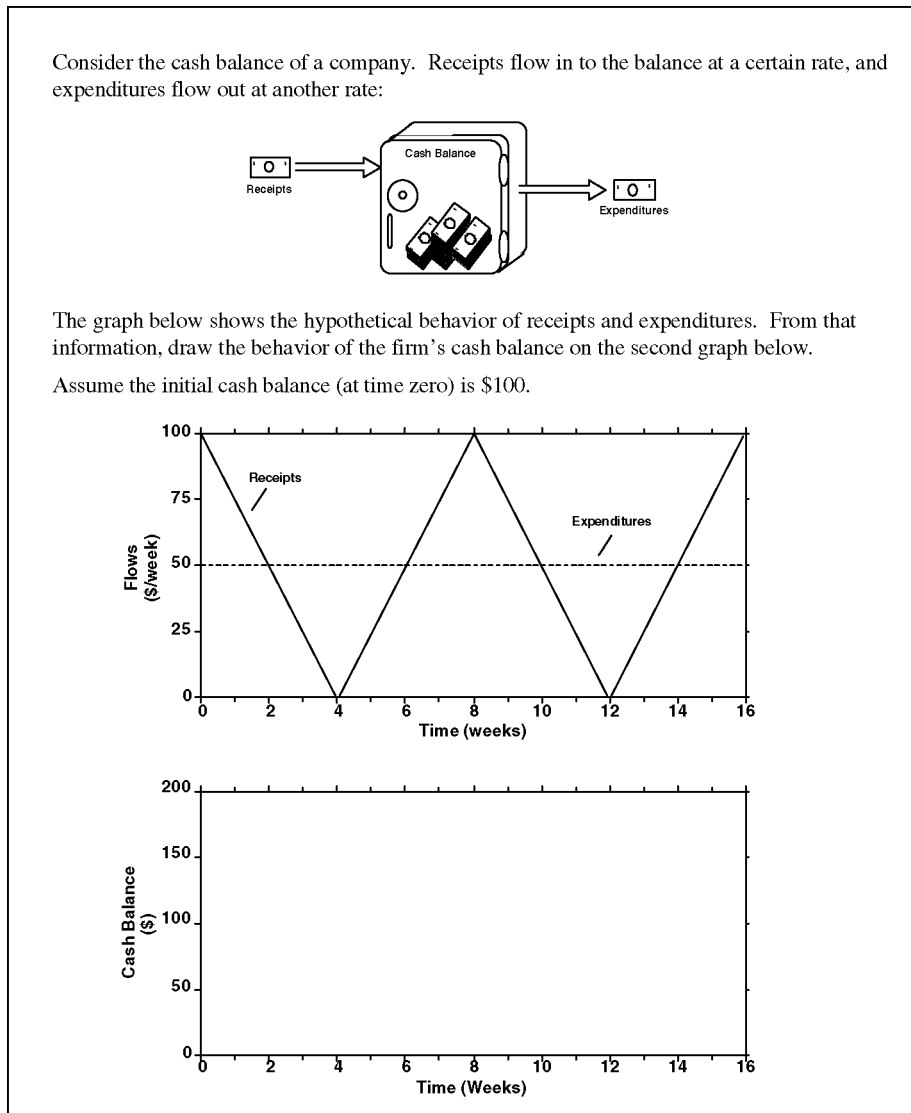 Consider the cash balance of a company.  Receipts flow in to the balance at a certain rate, and
expenditures flow out at another rate:
Cash Balance
Receipts
Expenditures
The graph below shows the hypothetical behavior of receipts and expenditures.  From that
information, draw the behavior of the firm's cash balance on the second graph below.
Assume the initial cash balance (at time zero) is $100.
100
Receipts
75
Expenditures
Flows
($/week)
50
25
0
0 2 4 6 8 10 12 14 16
Time (weeks)
200
150
Cash Balance
($)
100
50
0
0 2 4 6 8 10 12 14 16
Time (Weeks)